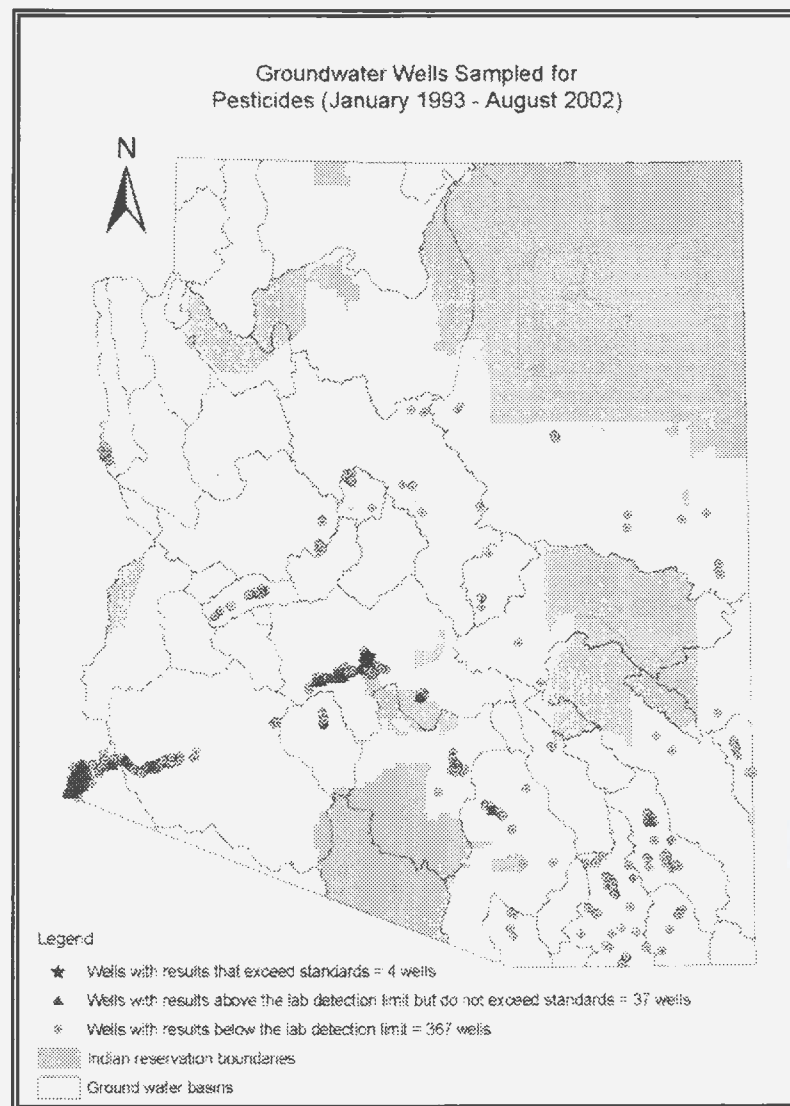 Groundwater Wells Sampled for
Pesticides (January 1993 - August 2002)
N
Legend
Wells with results that exceed standards = 4 wells
Wells with results above the lab detection limit but do not exceed standards = 37 wells
Wells with results below the lab detection limit = 367 wells
Indian reservation boundaries
Ground water basins